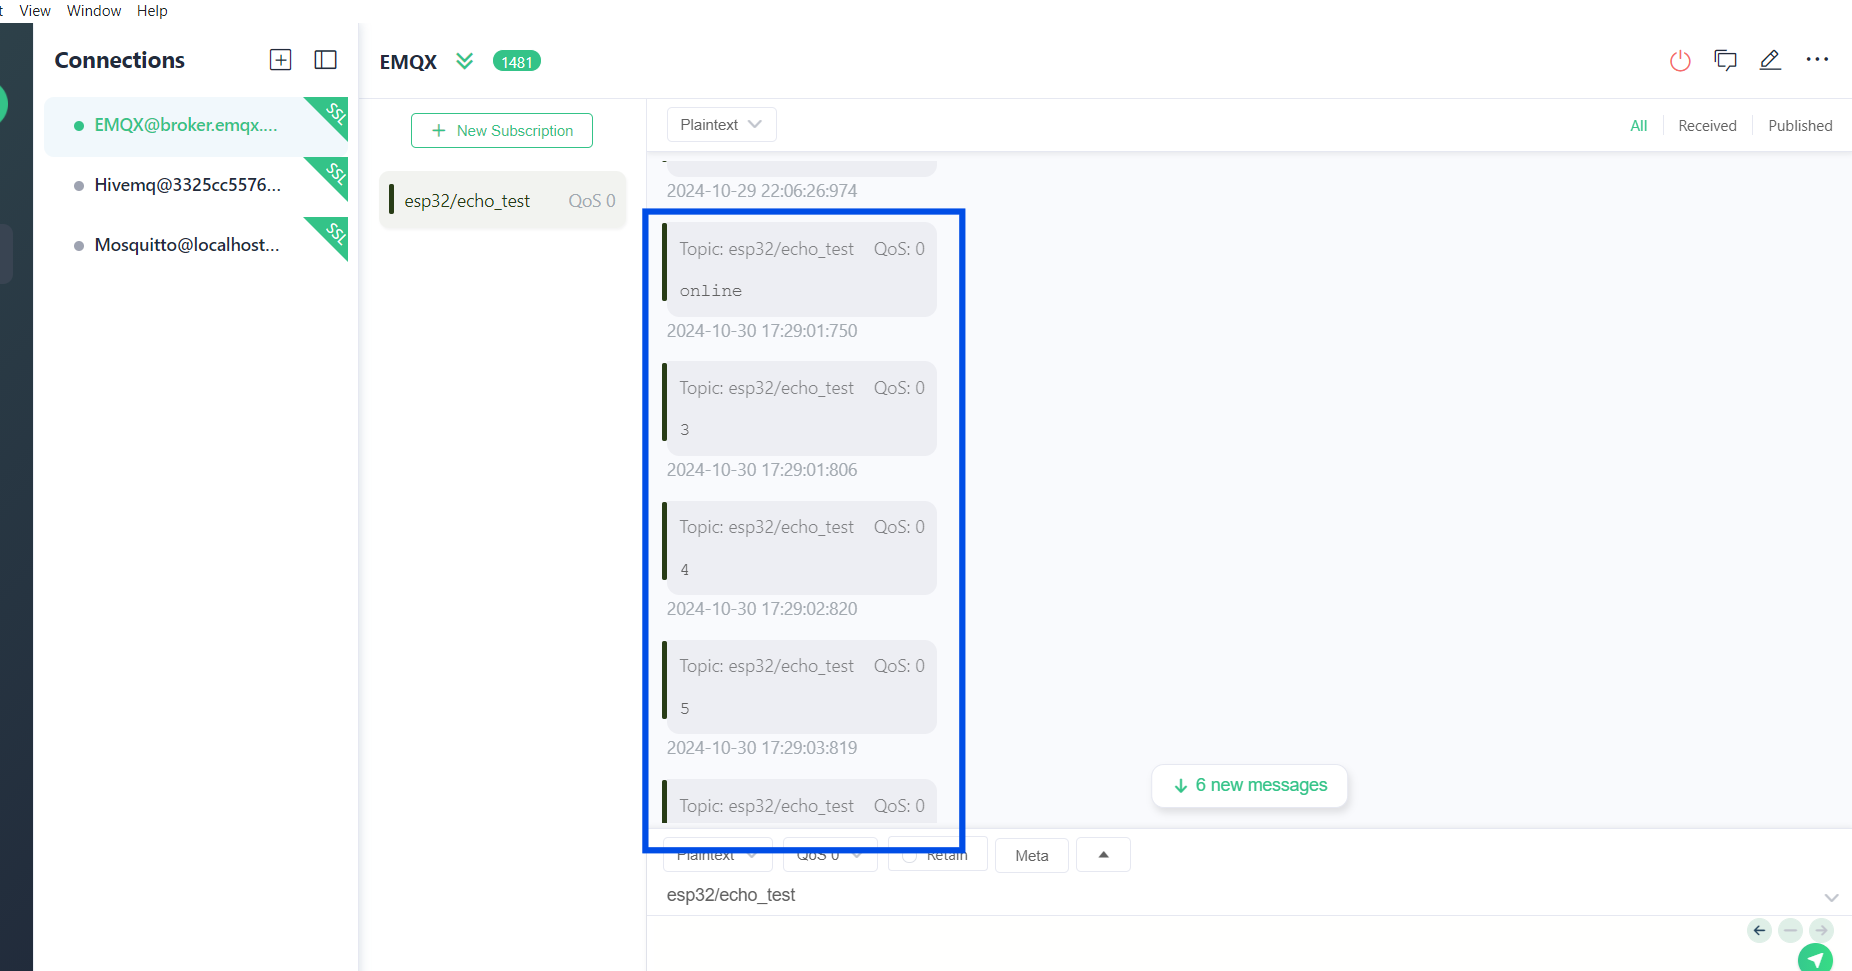 View Window Help
Connections
EMQX@broker.emqx....
SSL
Hivemq@3325cc5576...
SSL
Mosquitto@localhost...
SSL
EMQX 1481
+ New Subscription
esp32/echo_test QoS 0
Plaintext
All Received Published
2024-10-29 22:06:26:974
Topic: esp32/echo_test QoS: 0
online
2024-10-30 17:29:01:750
Topic: esp32/echo_test QoS: 0
3
2024-10-30 17:29:01:806
Topic: esp32/echo_test QoS: 0
4
2024-10-30 17:29:02:820
Topic: esp32/echo_test QoS: 0
5
2024-10-30 17:29:03:819
Topic: esp32/echo_test QoS: 0
6 new messages
Plaintext QoS 0 Retain Meta
esp32/echo_test